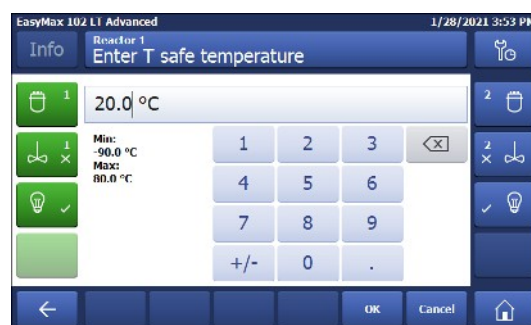 EasyMax 102 LT Advanced
1/28/2021 3:53 PM
Info
Reactor 1
Enter T safe temperature
1
20.0 °C
2
1
Min:
-90.0 °C
Max:
80.0 °C
1 2 3
2
4 5 6
7 8 9
+/- 0 .
OK Cancel